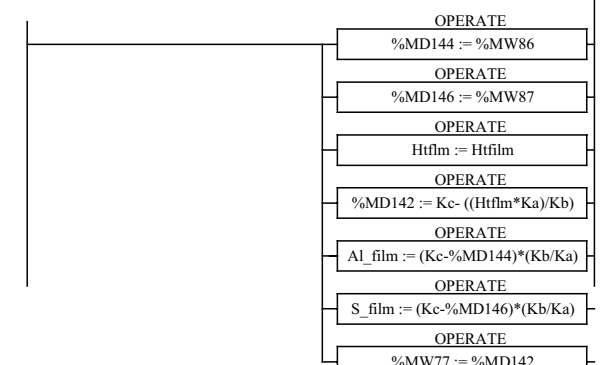 OPERATE
%MD144 := %MW86
OPERATE
%MD146 := %MW87
OPERATE
Htflm := Htfilm
OPERATE
%MD142 := Kc- ((Htflm*Ka)/Kb)
OPERATE
Al_film := (Kc-%MD144)*(Kb/Ka)
OPERATE
S_film := (Kc-%MD146)*(Kb/Ka)
OPERATE
%MW77 := %MD142